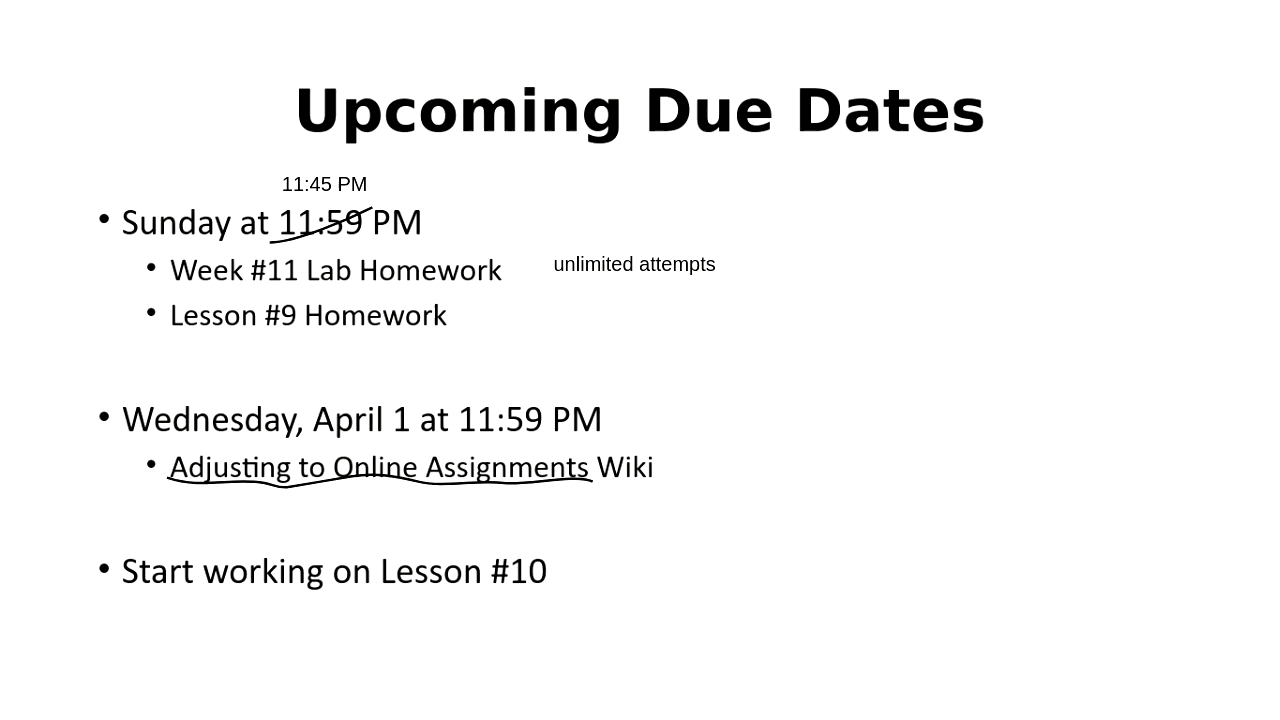 Upcoming Due Dates
11:45 PM
• Sunday at 11:59 PM
• Week #11 Lab Homework unlimited attempts
• Lesson #9 Homework
• Wednesday, April 1 at 11:59 PM
• Adjusting to Online Assignments Wiki
• Start working on Lesson #10